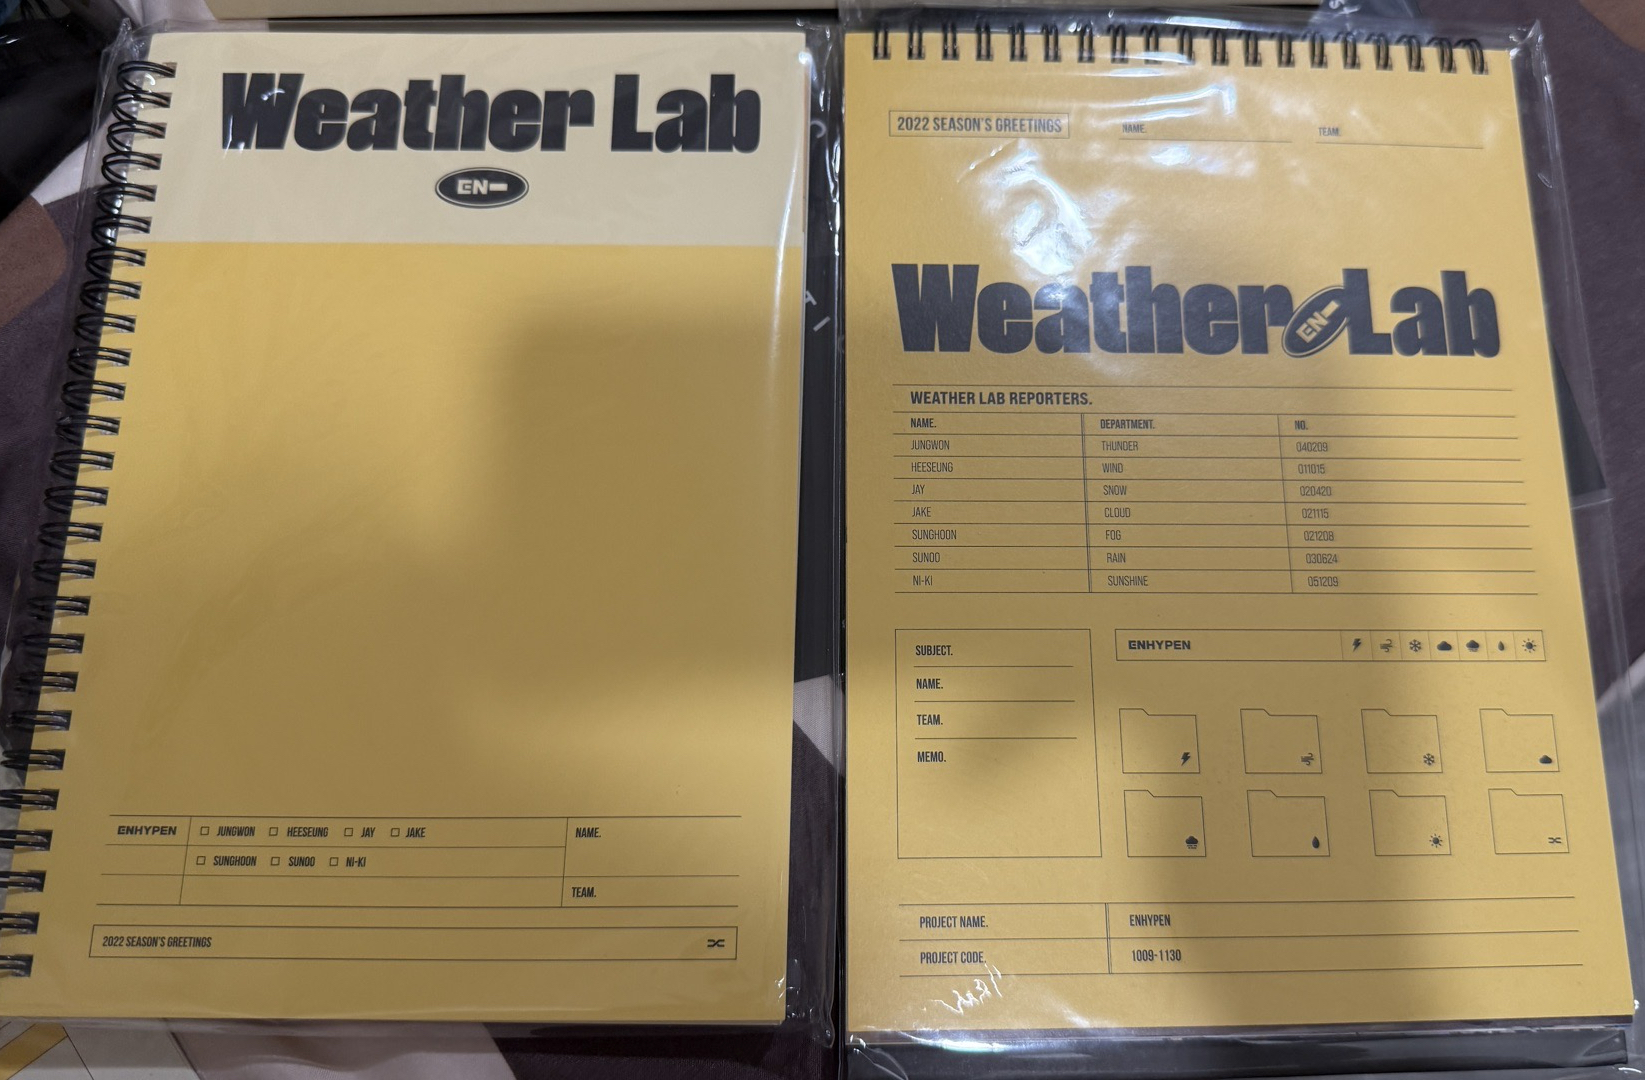 Weather Lab
EN-
ENHYPEN □ JUNGWON □ HEESEUNG □ JAY □ JAKE NAME.
□ SUNGHOON □ SUNOO □ NI-KI
TEAM.
2022 SEASON'S GREETINGS
2022 SEASON'S GREETINGS NAME. TEAM.
Weather EN- Lab
WEATHER LAB REPORTERS.
NAME. DEPARTMENT. NO.
JUNGWON THUNDER 040209
HEESEUNG WIND 011015
JAY SNOW 020420
JAKE CLOUD 021115
SUNGHOON FOG 021208
SUNOO RAIN 030624
NI-KI SUNSHINE 051209
SUBJECT.
NAME.
TEAM.
MEMO.
ENHYPEN
PROJECT NAME. ENHYPEN
PROJECT CODE. 1009-1130